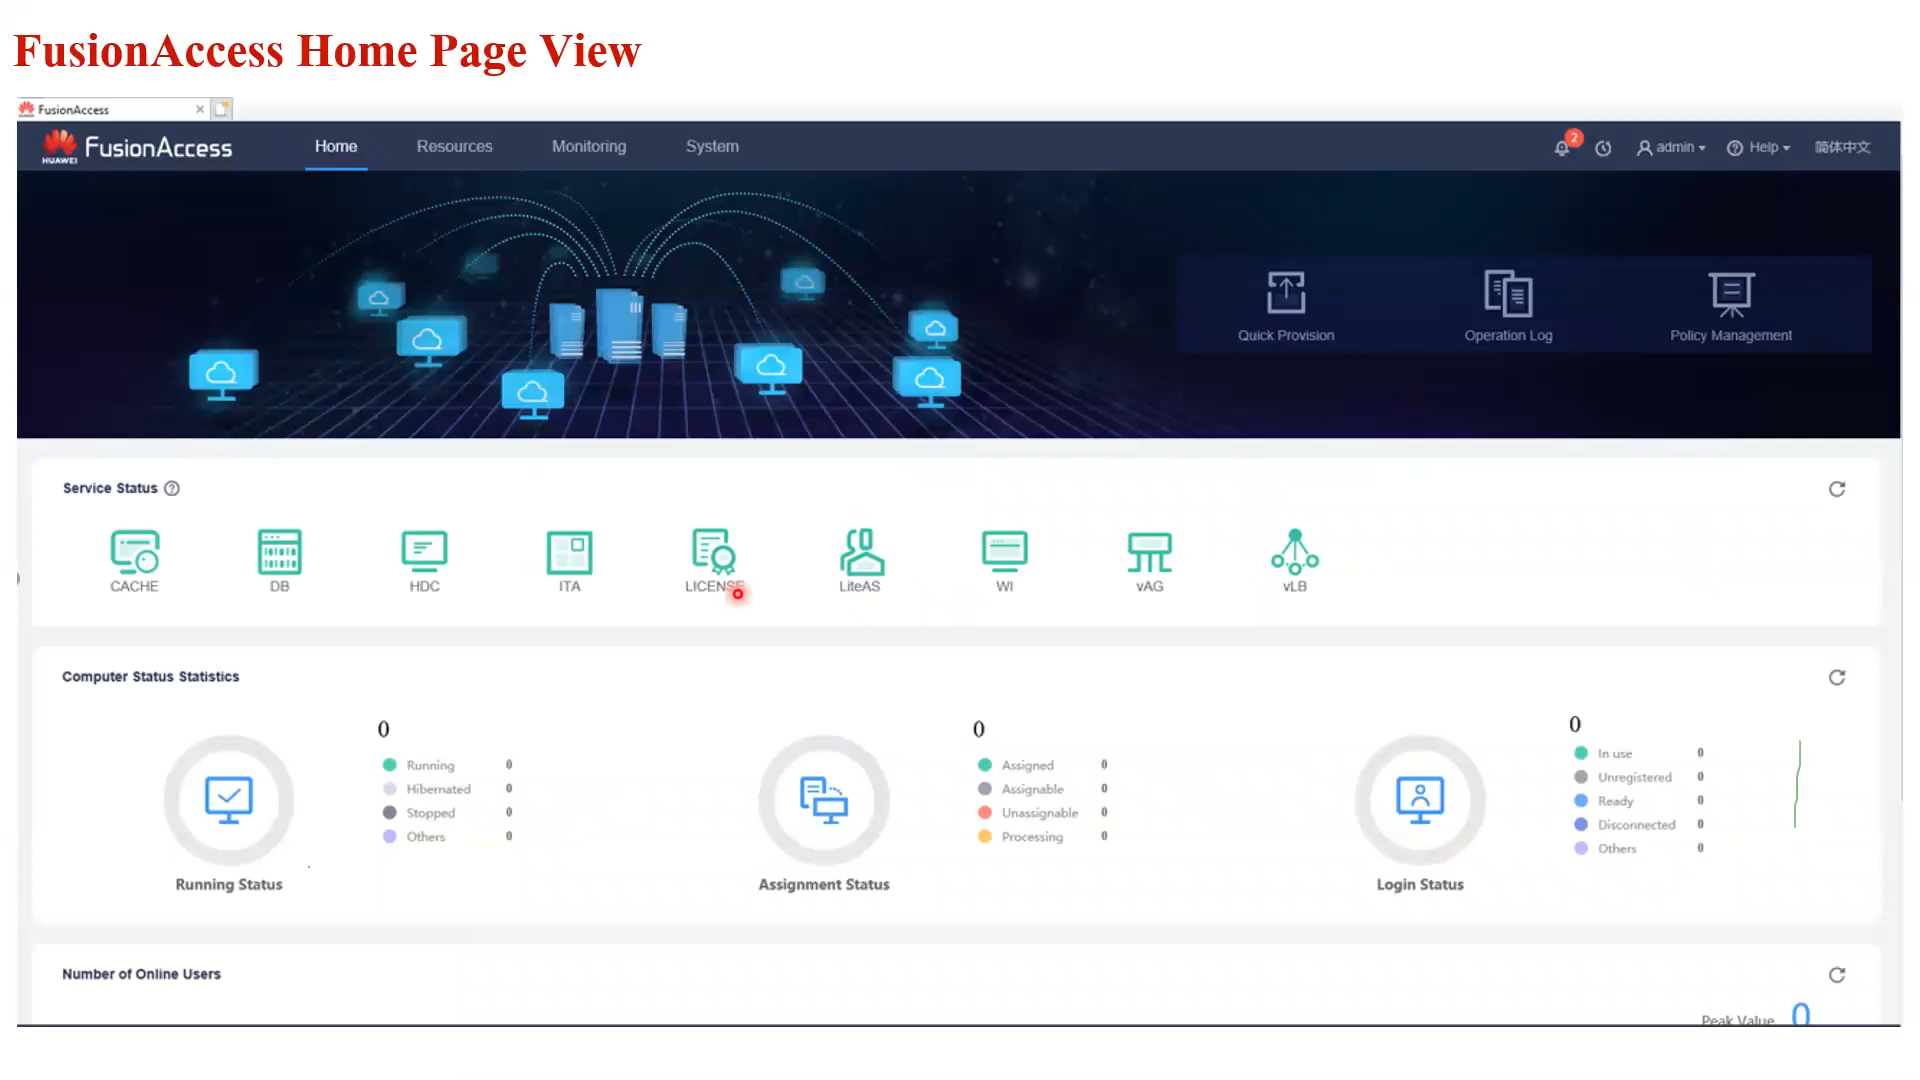 FusionAccess Home Page View
FusionAccess
HUAWEI FusionAccess Home Resources Monitoring System 2 admin Help 简体中文
Quick Provision Operation Log Policy Management
Service Status
CACHE DB HDC ITA LICENSE LiteAS WI vAG vLB
Computer Status Statistics
0
Running 0
Hibernated 0
Stopped 0
Others 0
Running Status
0
Assigned 0
Assignable 0
Unassignable 0
Processing 0
Assignment Status
0
In use 0
Unregistered 0
Ready 0
Disconnected 0
Others 0
Login Status
Number of Online Users
Peak Value 0